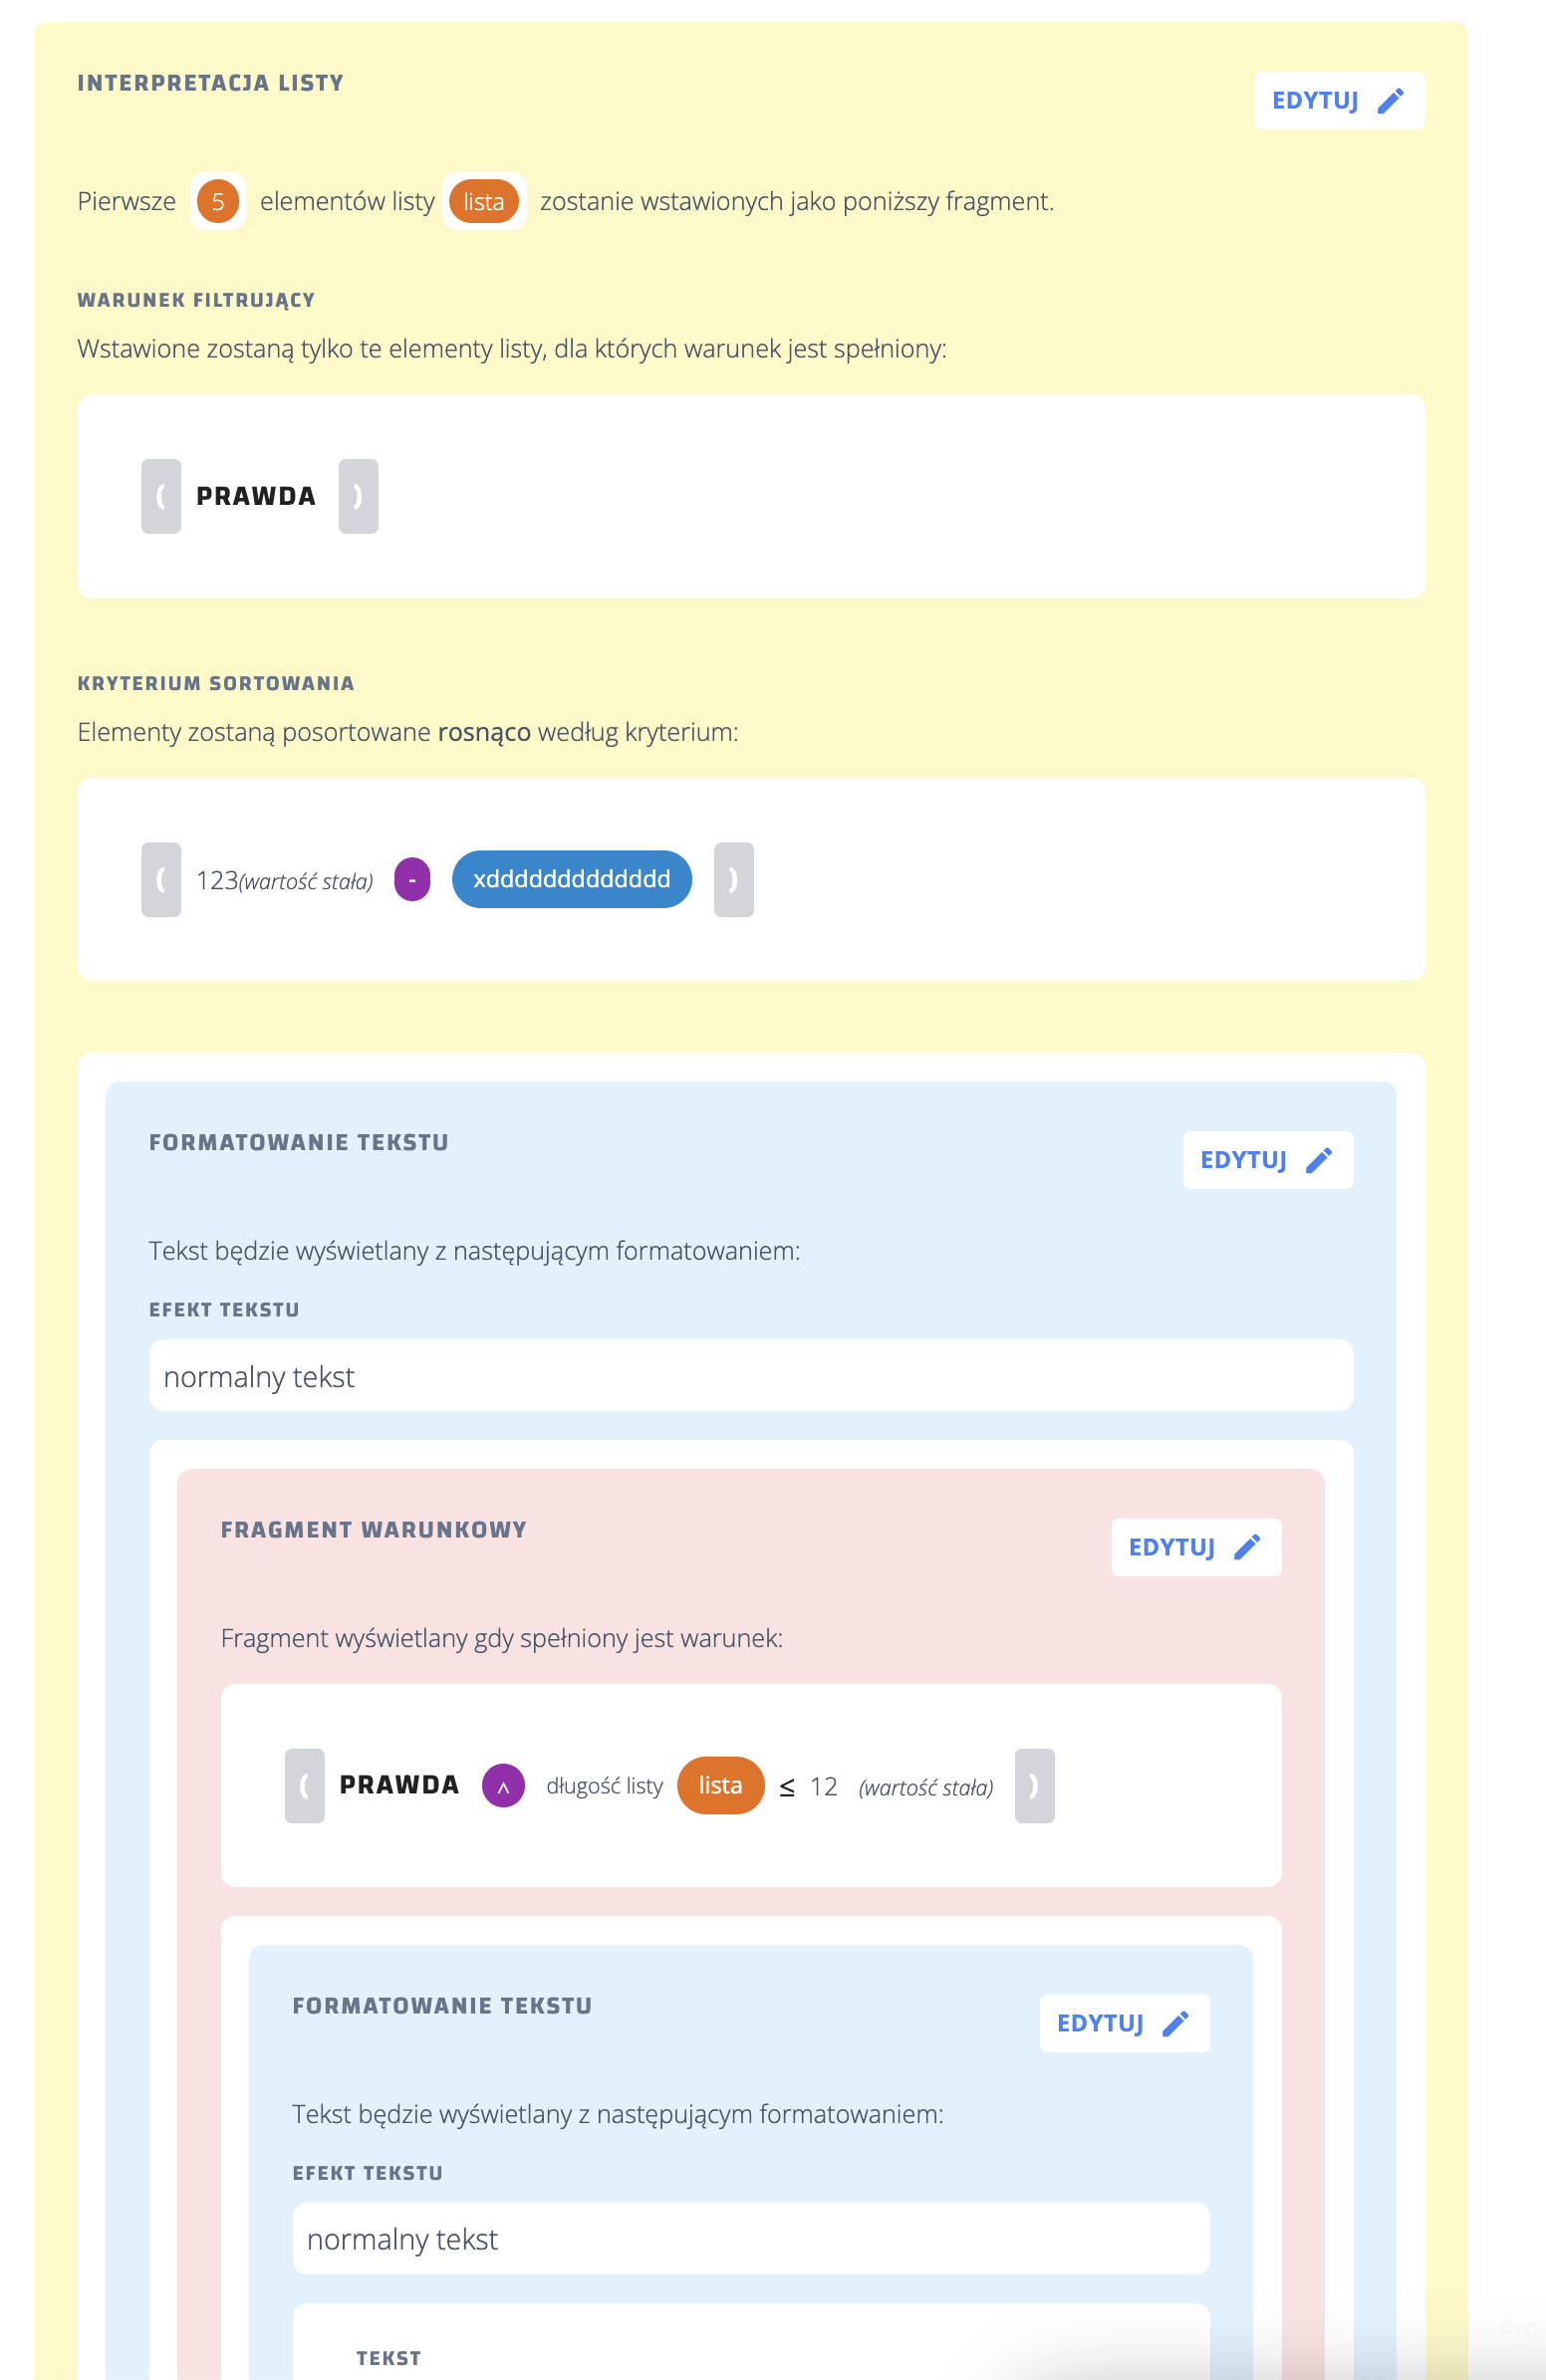 INTERPRETACJA LISTY
EDYTUJ
Pierwsze 5 elementów listy lista zostanie wstawionych jako poniższy fragment.
WARUNEK FILTRUJĄCY
Wstawione zostaną tylko te elementy listy, dla których warunek jest spełniony:
( PRAWDA )
KRYTERIUM SORTOWANIA
Elementy zostaną posortowane rosnąco według kryterium:
( 123(wartość stała) - xdddddddddddddd )
FORMATOWANIE TEKSTU
EDYTUJ
Tekst będzie wyświetlany z następującym formatowaniem:
EFEKT TEKSTU
normalny tekst
FRAGMENT WARUNKOWY
EDYTUJ
Fragment wyświetlany gdy spełniony jest warunek:
( PRAWDA ^ długość listy lista ≤ 12 (wartość stała) )
FORMATOWANIE TEKSTU
EDYTUJ
Tekst będzie wyświetlany z następującym formatowaniem:
EFEKT TEKSTU
normalny tekst
TEKST